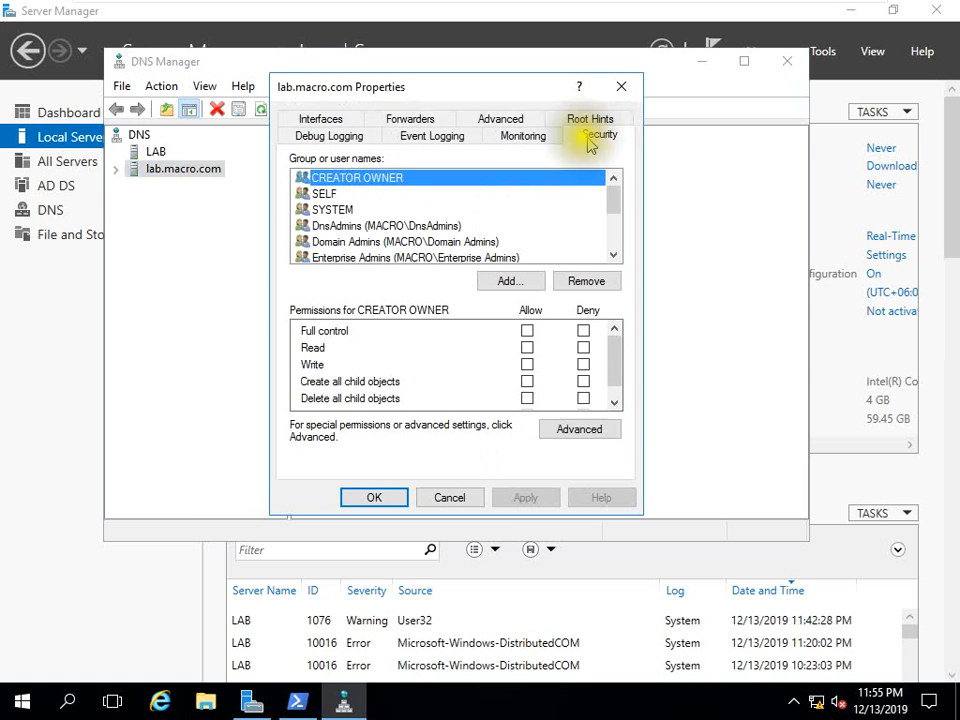 Server Manager
Tools
View
Help
DNS Manager
File
Action
View
Help
lab.macro.com Properties
?
Interfaces
Forwarders
Advanced
Root Hints
Debug Logging
Event Logging
Monitoring
Security
Group or user names:
CREATOR OWNER
SELF
SYSTEM
DnsAdmins (MACRO\DnsAdmins)
Domain Admins (MACRO\Domain Admins)
Enterprise Admins (MACRO\Enterprise Admins)
Add...
Remove
Permissions for CREATOR OWNER
Allow
Deny
Full control
Read
Write
Create all child objects
Delete all child objects
For special permissions or advanced settings, click
Advanced.
Advanced
OK
Cancel
Apply
Help
DNS
LAB
lab.macro.com
Dashboard
Local Serve
All Servers
AD DS
DNS
File and Sto
TASKS
Never
Download
Never
Real-Time
Settings
figuration
On
(UTC+06:0
Not activa
Intel(R) Co
4 GB
59.45 GB
TASKS
Filter
Server Name
ID
Severity
Source
Log
Date and Time
LAB
1076
Warning
User32
System
12/13/2019 11:42:28 PM
LAB
10016
Error
Microsoft-Windows-DistributedCOM
System
12/13/2019 11:20:02 PM
LAB
10016
Error
Microsoft-Windows-DistributedCOM
System
12/13/2019 10:23:03 PM
11:55 PM
12/13/2019